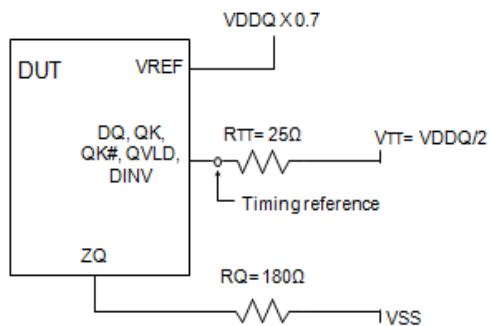 VDDQ X 0.7
DUT
VREF
DQ, QK,
QK#, QVLD,
DINV
RTT= 25Ω
VTT= VDDQ/2
Timing reference
ZQ
RQ= 180Ω
VSS